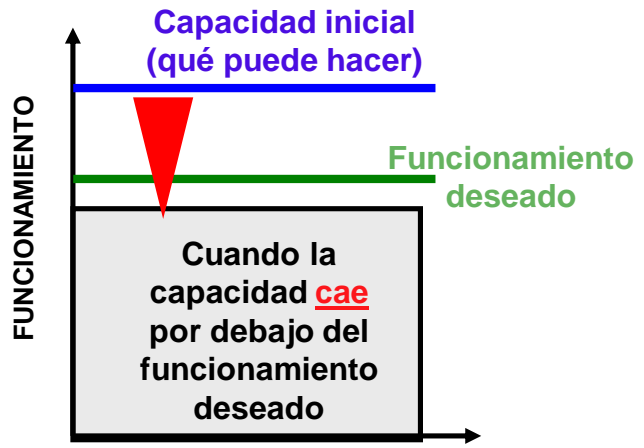 Capacidad inicial
(qué puede hacer)
FUNCIONAMIENTO
Funcionamiento
deseado
Cuando la
capacidad cae
por debajo del
funcionamiento
deseado